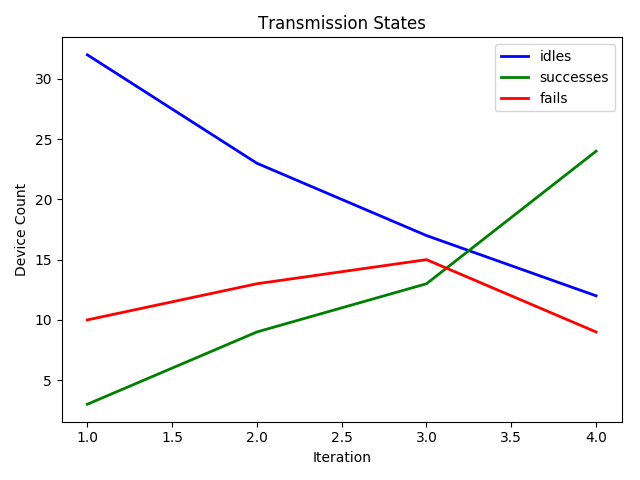 Transmission States
idles
successes
fails
30
25
20
15
10
5
Device Count
1.0 1.5 2.0 2.5 3.0 3.5 4.0
Iteration